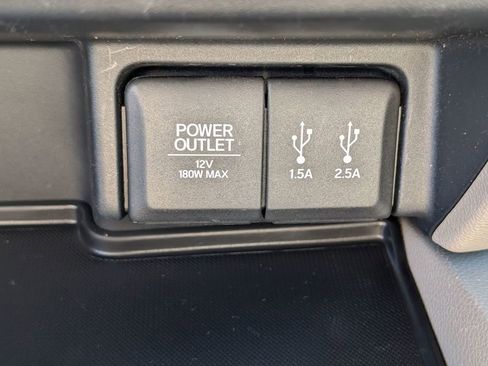 POWER
OUTLET
12V
180W MAX
1.5A 2.5A